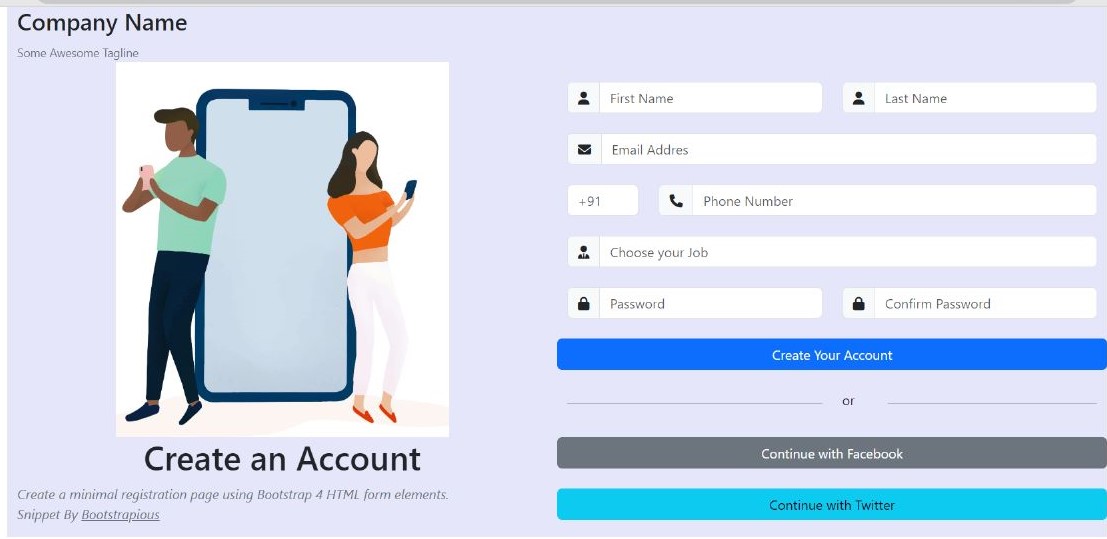 Company Name
Some Awesome Tagline
Create an Account
Create a minimal registration page using Bootstrap 4 HTML form elements.
Snippet By Bootstrapious
First Name
Last Name
Email Addres
+91
Phone Number
Choose your Job
Password
Confirm Password
Create Your Account
or
Continue with Facebook
Continue with Twitter